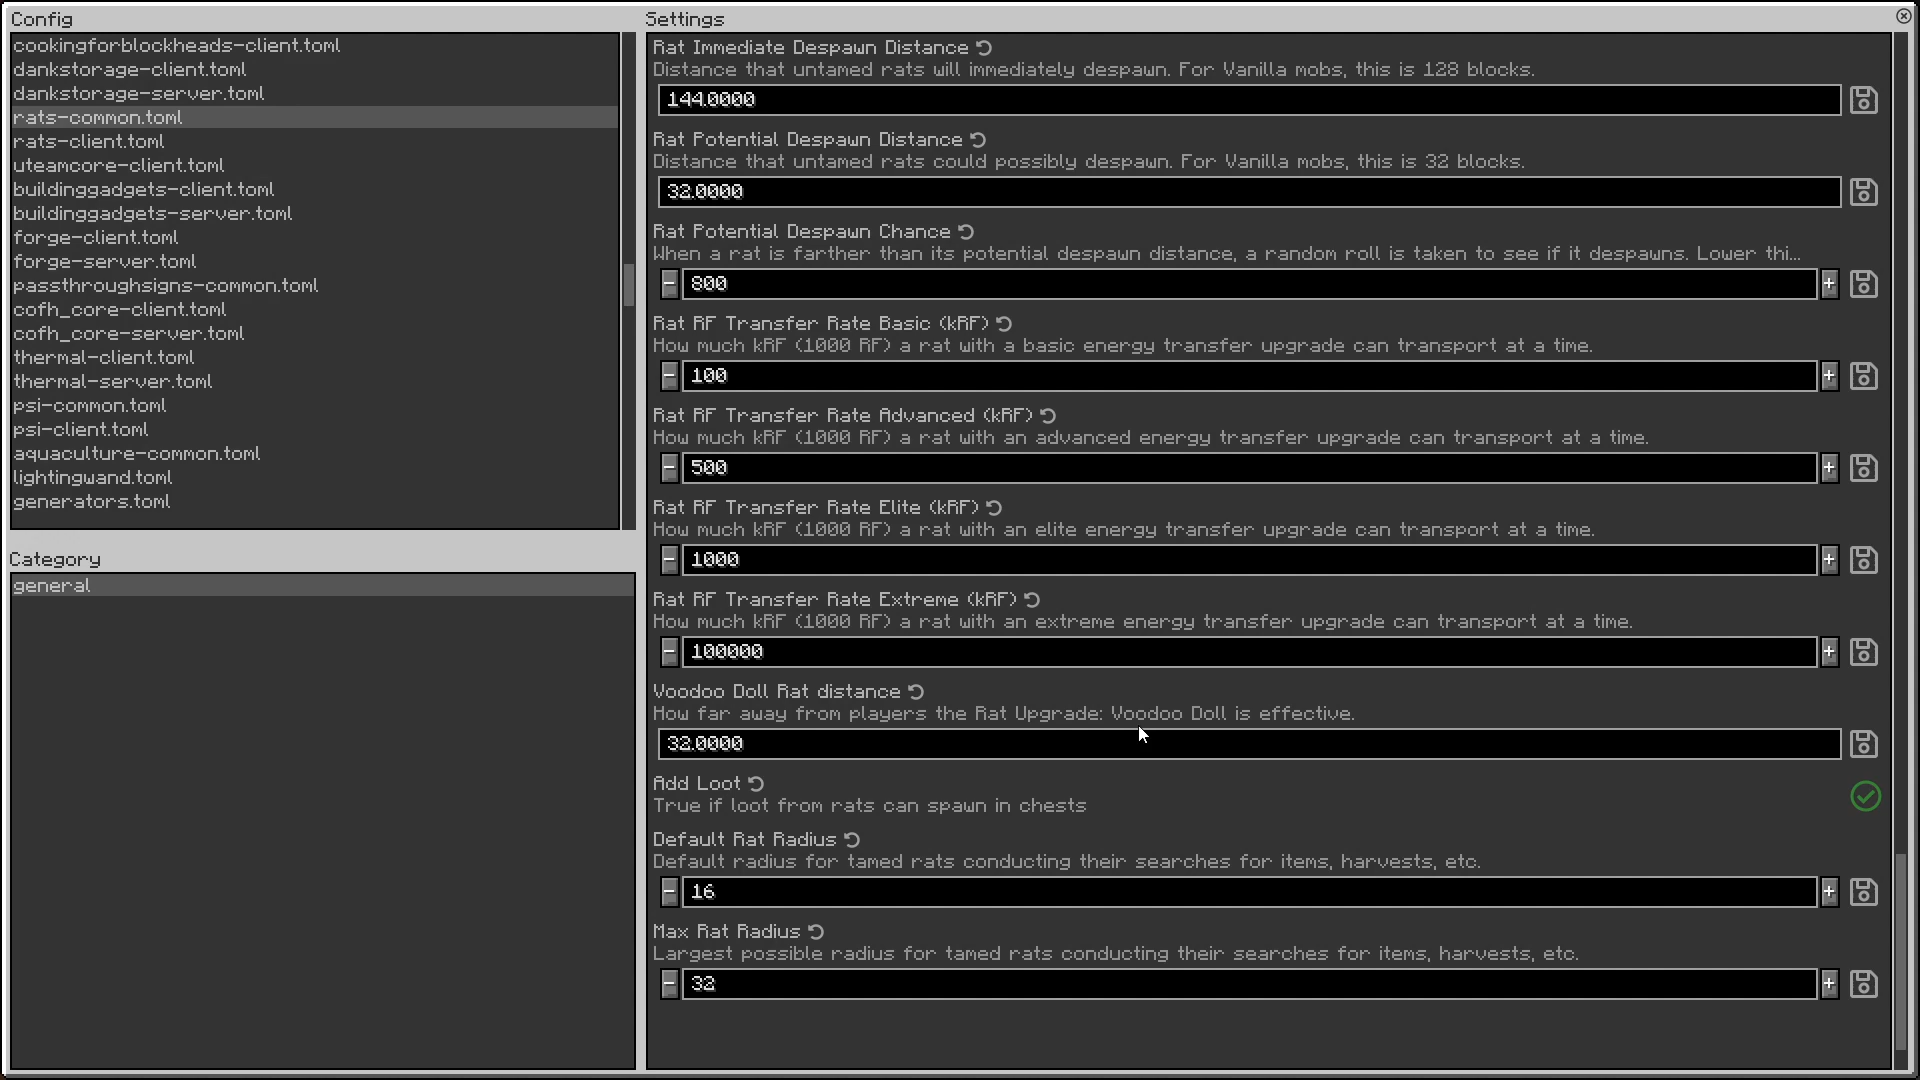 Config
cookingforblockheads-client.toml
dankstorage-client.toml
dankstorage-server.toml
rats-common.toml
rats-client.toml
uteamcore-client.toml
buildinggadgets-client.toml
buildinggadgets-server.toml
forge-client.toml
forge-server.toml
passthroughsigns-common.toml
cofh_core-client.toml
cofh_core-server.toml
thermal-client.toml
thermal-server.toml
psi-common.toml
psi-client.toml
aquaculture-common.toml
lightingwand.toml
generators.toml
Category
general
Settings
Rat Immediate Despawn Distance
Distance that untamed rats will immediately despawn. For Vanilla mobs, this is 128 blocks.
144.0000
Rat Potential Despawn Distance
Distance that untamed rats could possibly despawn. For Vanilla mobs, this is 32 blocks.
32.0000
Rat Potential Despawn Chance
When a rat is farther than its potential despawn distance, a random roll is taken to see if it despawns. Lower thi...
- 800 +
Rat RF Transfer Rate Basic (kRF)
How much kRF (1000 RF) a rat with a basic energy transfer upgrade can transport at a time.
- 100 +
Rat RF Transfer Rate Advanced (kRF)
How much kRF (1000 RF) a rat with an advanced energy transfer upgrade can transport at a time.
- 500 +
Rat RF Transfer Rate Elite (kRF)
How much kRF (1000 RF) a rat with an elite energy transfer upgrade can transport at a time.
- 1000 +
Rat RF Transfer Rate Extreme (kRF)
How much kRF (1000 RF) a rat with an extreme energy transfer upgrade can transport at a time.
- 100000 +
Voodoo Doll Rat distance
How far away from players the Rat Upgrade: Voodoo Doll is effective.
32.0000
Add Loot
True if loot from rats can spawn in chests
Default Rat Radius
Default radius for tamed rats conducting their searches for items, harvests, etc.
- 16 +
Max Rat Radius
Largest possible radius for tamed rats conducting their searches for items, harvests, etc.
- 32 +